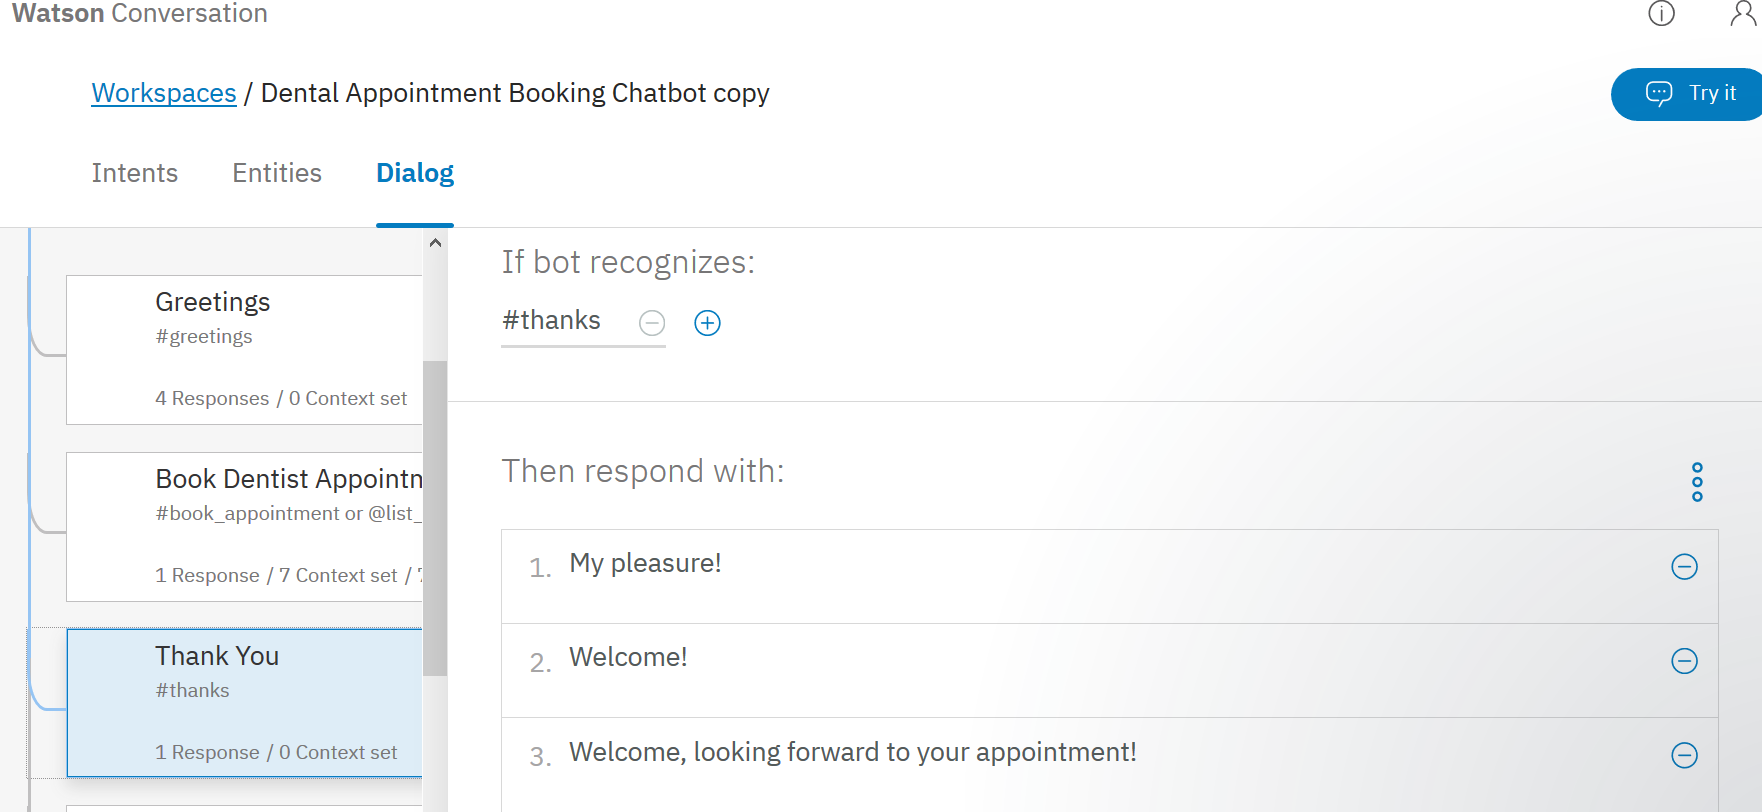 Watson Conversation
Workspaces / Dental Appointment Booking Chatbot copy
Try it
Intents Entities Dialog
Greetings
#greetings
4 Responses / 0 Context set
Book Dentist Appointm
#book_appointment or @list_
1 Response / 7 Context set / 7
Thank You
#thanks
1 Response / 0 Context set
If bot recognizes:
#thanks
Then respond with:
1. My pleasure!
2. Welcome!
3. Welcome, looking forward to your appointment!